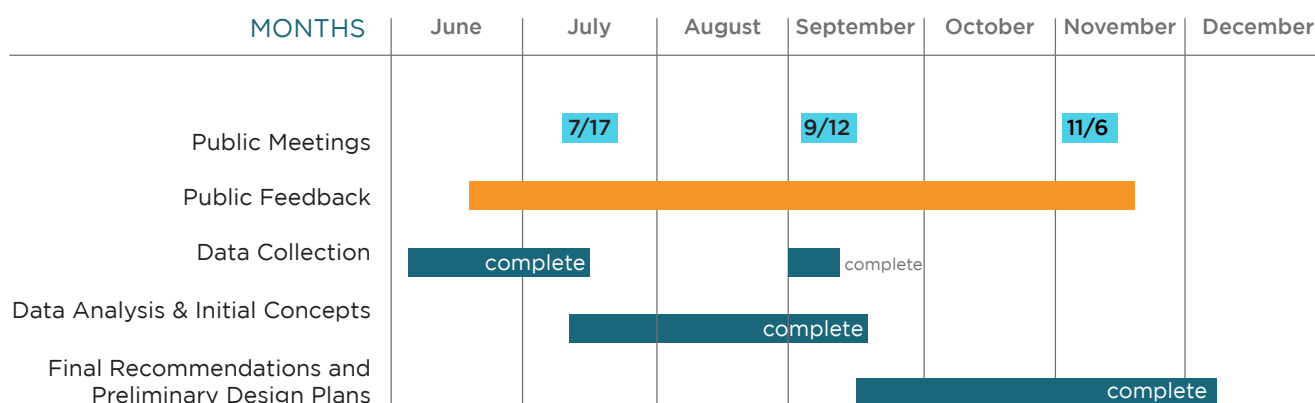 MONTHS June July August September October November December
Public Meetings 7/17 9/12 11/6
Public Feedback
Data Collection complete complete
Data Analysis & Initial Concepts complete
Final Recommendations and
Preliminary Design Plans complete